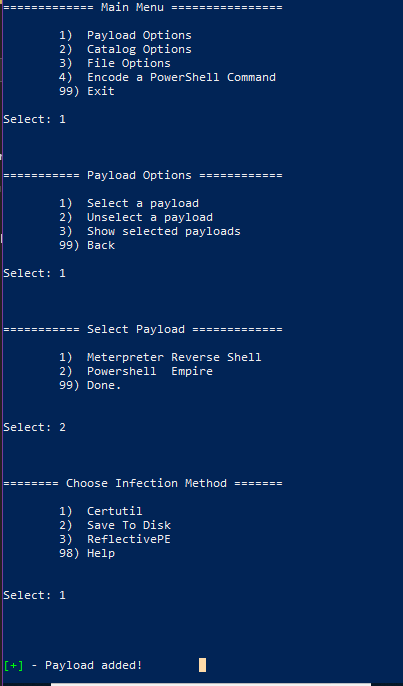 ============= Main Menu ================
1) Payload Options
2) Catalog Options
3) File Options
4) Encode a PowerShell Command
99) Exit
Select: 1
=========== Payload Options ============
1) Select a payload
2) Unselect a payload
3) Show selected payloads
99) Back
Select: 1
=========== Select Payload =============
1) Meterpreter Reverse Shell
2) Powershell  Empire
99) Done.
Select: 2
======== Choose Infection Method =======
1) Certutil
2) Save To Disk
3) ReflectivePE
98) Help
Select: 1
[+] - Payload added!